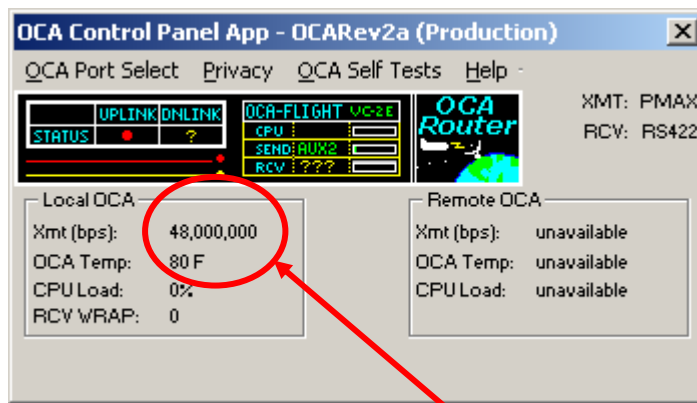 OCA Control Panel App - OCARev2a (Production)
OCA Port Select Privacy OCA Self Tests Help
UPLINK DNLINK
STATUS ?
OCA-FLIGHT VC-2E
CPU
SEND AUX2
RCV ???
OCA
Router
XMT: PMAX
RCV: RS422
Local OCA
Xmt (bps): 48,000,000
OCA Temp: 80 F
CPU Load: 0%
RCV WRAP: 0
Remote OCA
Xmt (bps): unavailable
OCA Temp: unavailable
CPU Load: unavailable